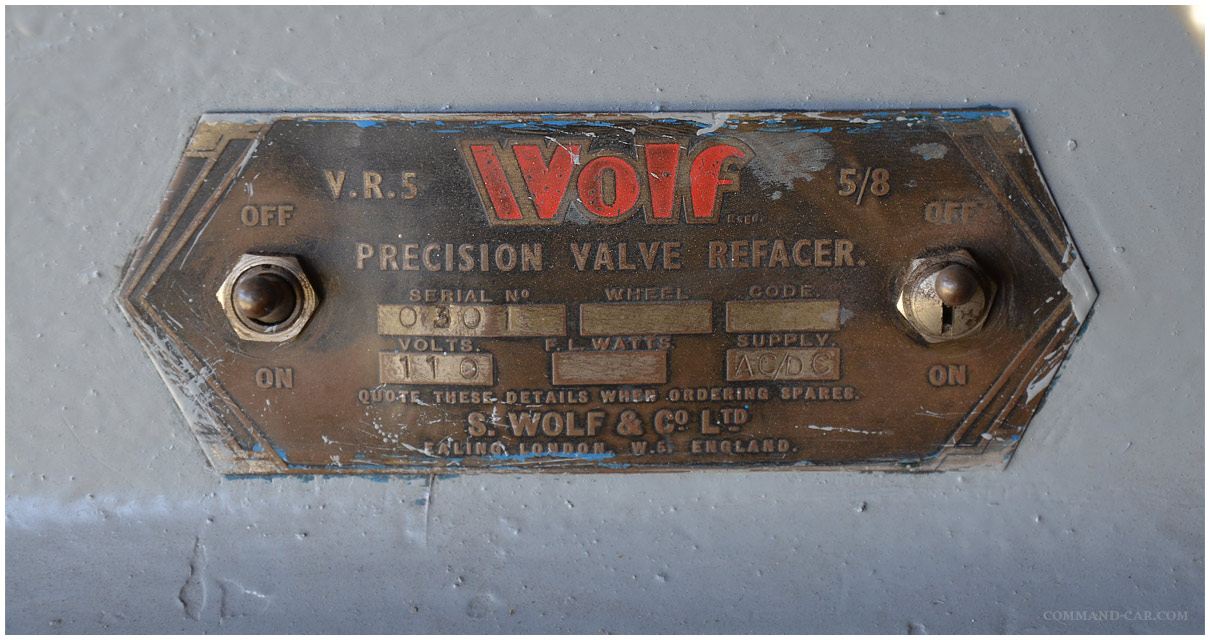 V.R.5 Wolf 5/8
REGD.
OFF OFF
PRECISION VALVE REFACER.
SERIAL Nº WHEEL CODE.
0301
VOLTS. F.L.WATTS. SUPPLY.
110 AC/DC
ON ON
QUOTE THESE DETAILS WHEN ORDERING SPARES.
S. WOLF & Cº LTD
EALING LONDON W.5. ENGLAND.
COMMAND-CAR.COM